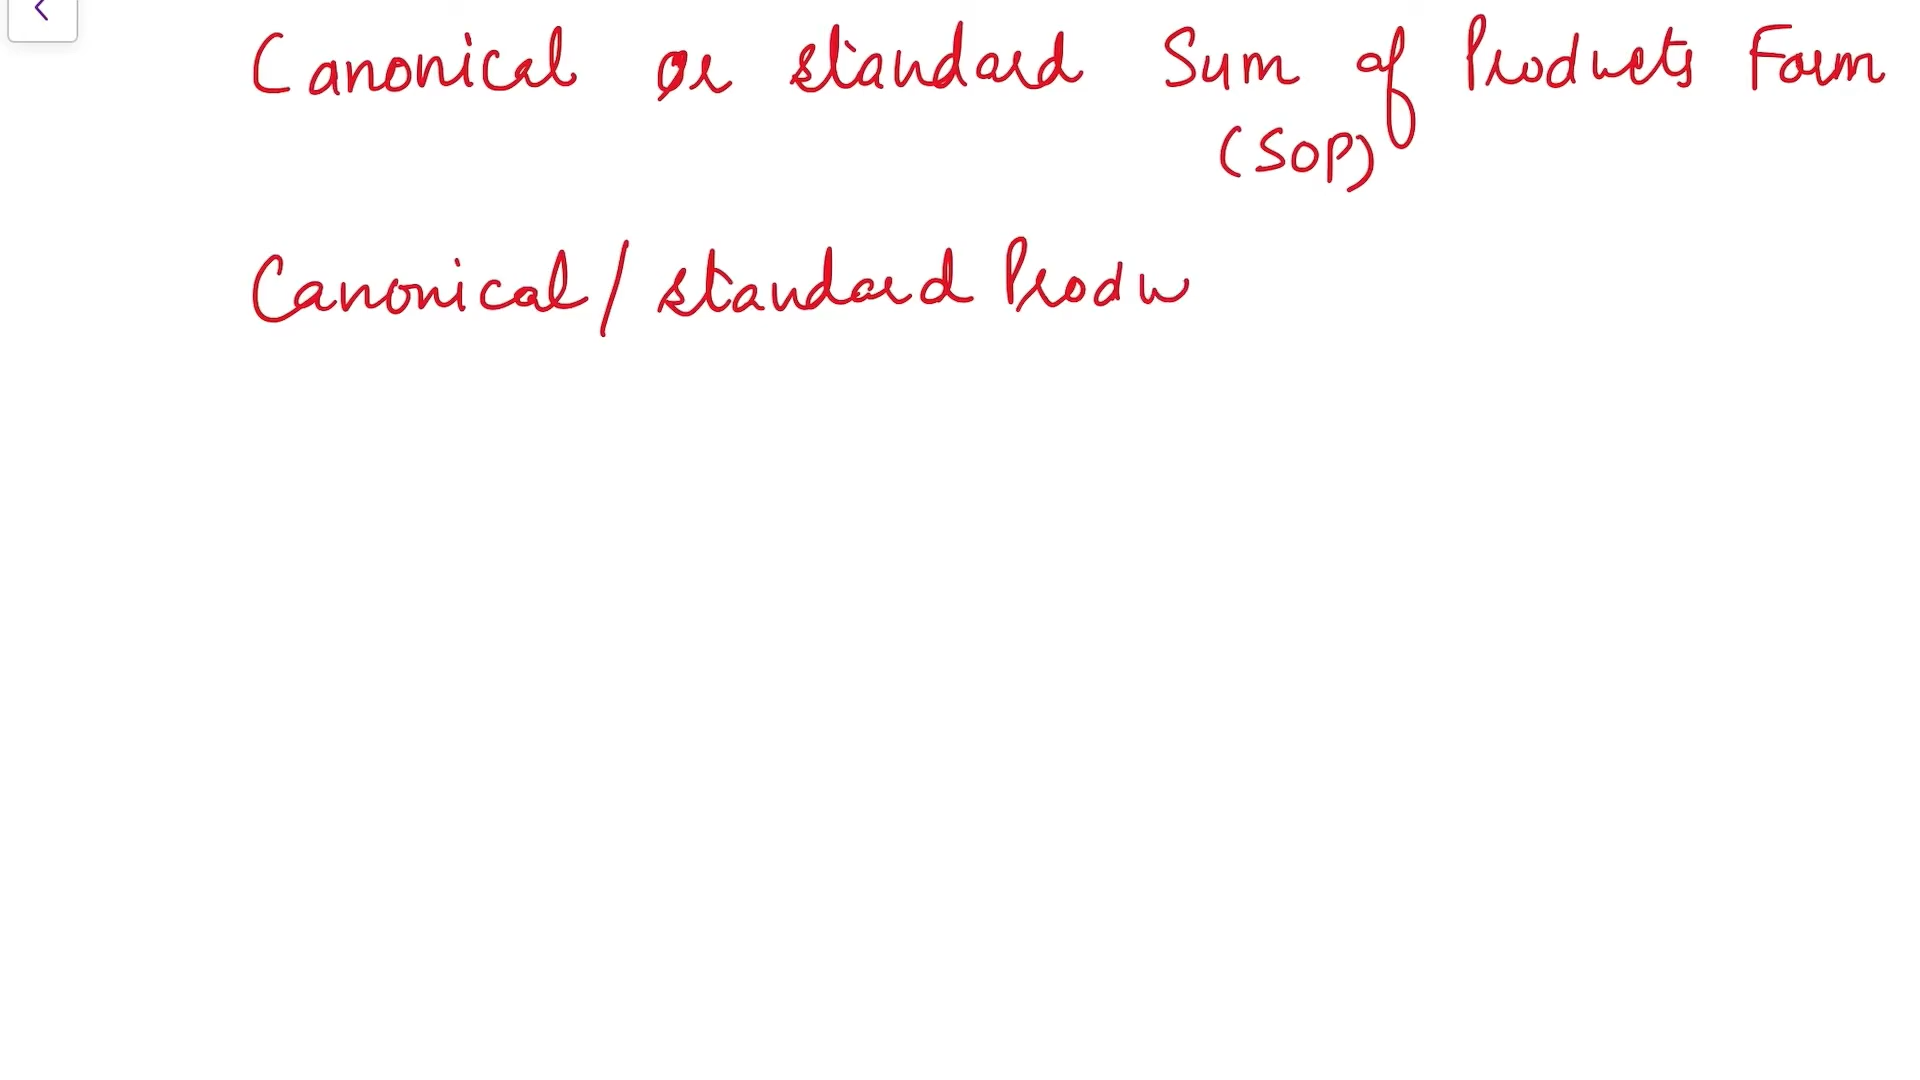 Canonical or standard Sum of Products Form
(SOP)
Canonical/standard Produ